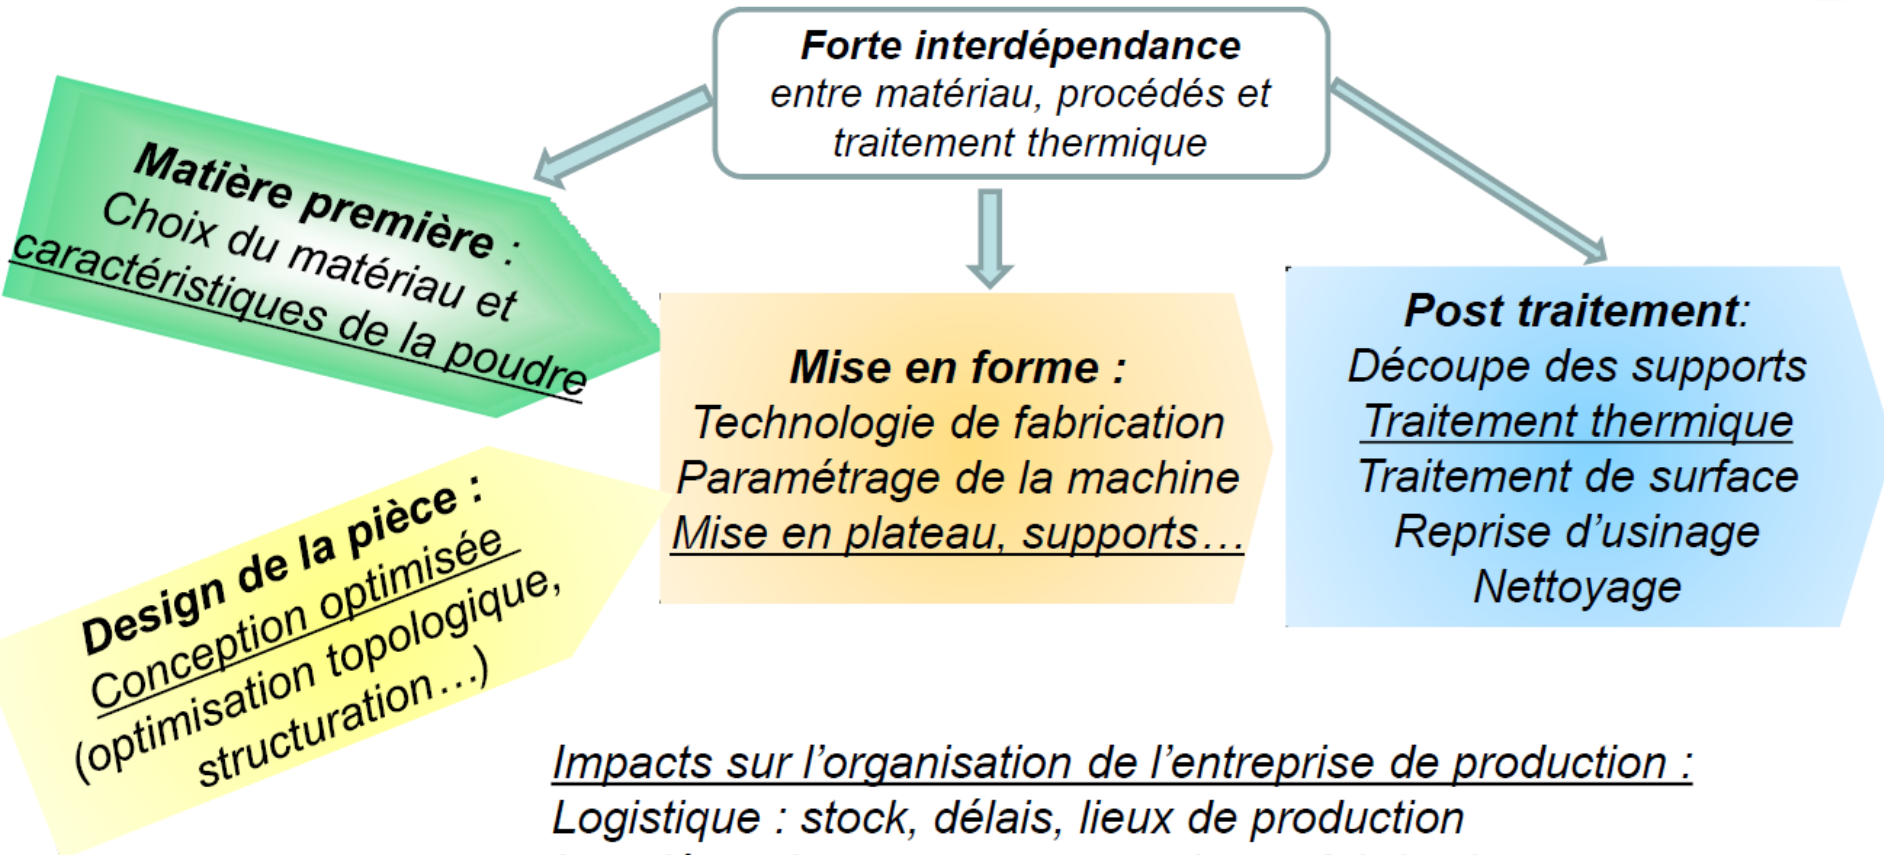 Forte interdépendance
entre matériau, procédés et
traitement thermique
Matière première :
Choix du matériau et
caractéristiques de la poudre
Design de la pièce :
Conception optimisée
(optimisation topologique,
structuration…)
Mise en forme :
Technologie de fabrication
Paramétrage de la machine
Mise en plateau, supports…
Post traitement:
Découpe des supports
Traitement thermique
Traitement de surface
Reprise d’usinage
Nettoyage
Impacts sur l’organisation de l’entreprise de production :
Logistique : stock, délais, lieux de production